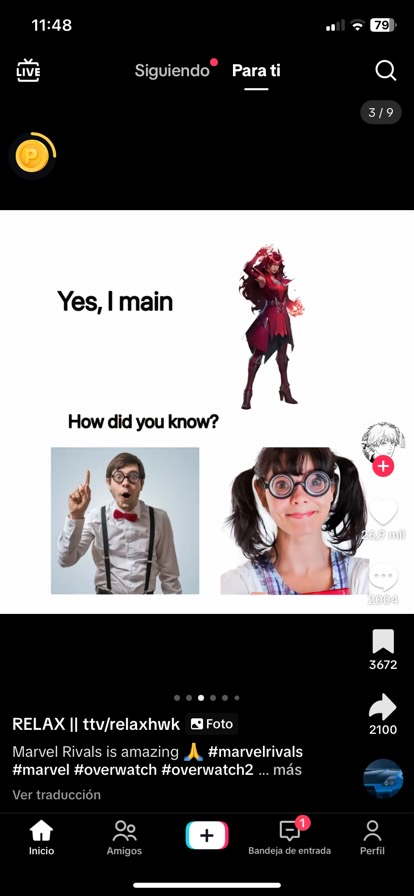 11:48
79
LIVE
Siguiendo
Para ti
3 / 9
P
Yes, I main
How did you know?
26,9 mil
2004
3672
2100
RELAX || ttv/relaxhwk
Foto
Marvel Rivals is amazing 🙏 #marvelrivals
#marvel #overwatch #overwatch2 ... más
Ver traducción
Inicio
Amigos
1
Bandeja de entrada
Perfil